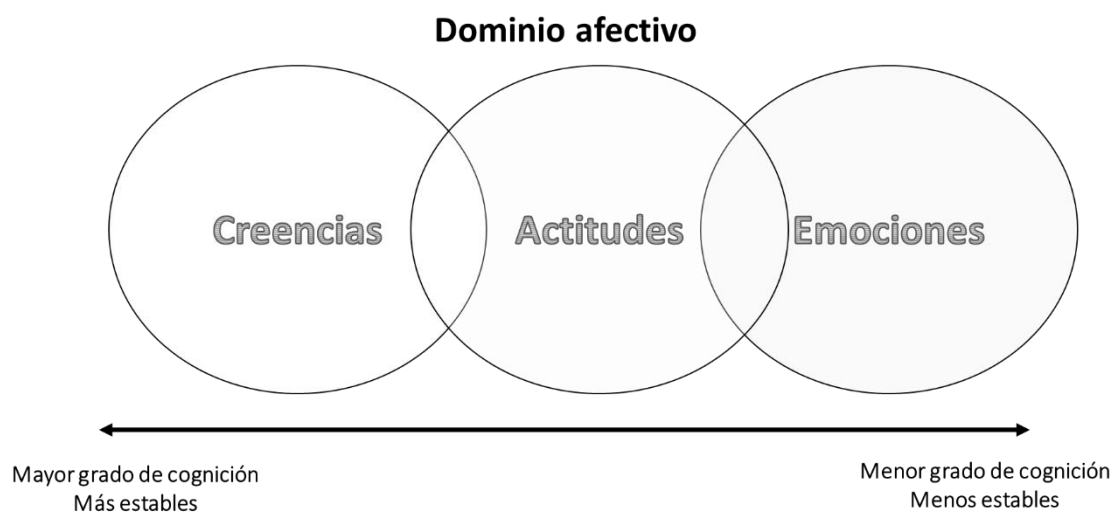 Dominio afectivo
Creencias
Actitudes
Emociones
Mayor grado de cognición
Más estables
Menor grado de cognición
Menos estables